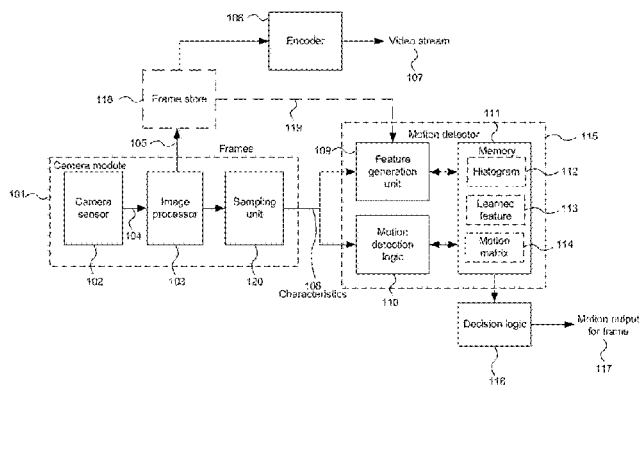 106
Encoder
Video stream
107
118
Frame store
119
105
Frames
Motion detector
111
115
109
Memory
Camera module
101
Camera
sensor
Image
processor
Sampling
unit
Feature
generation
unit
Histogram
112
Learned
feature
113
104
Motion
detection
logic
Motion
matrix
114
102
103
120
108
Characteristics
110
Decision logic
Motion output
for frame
116
117